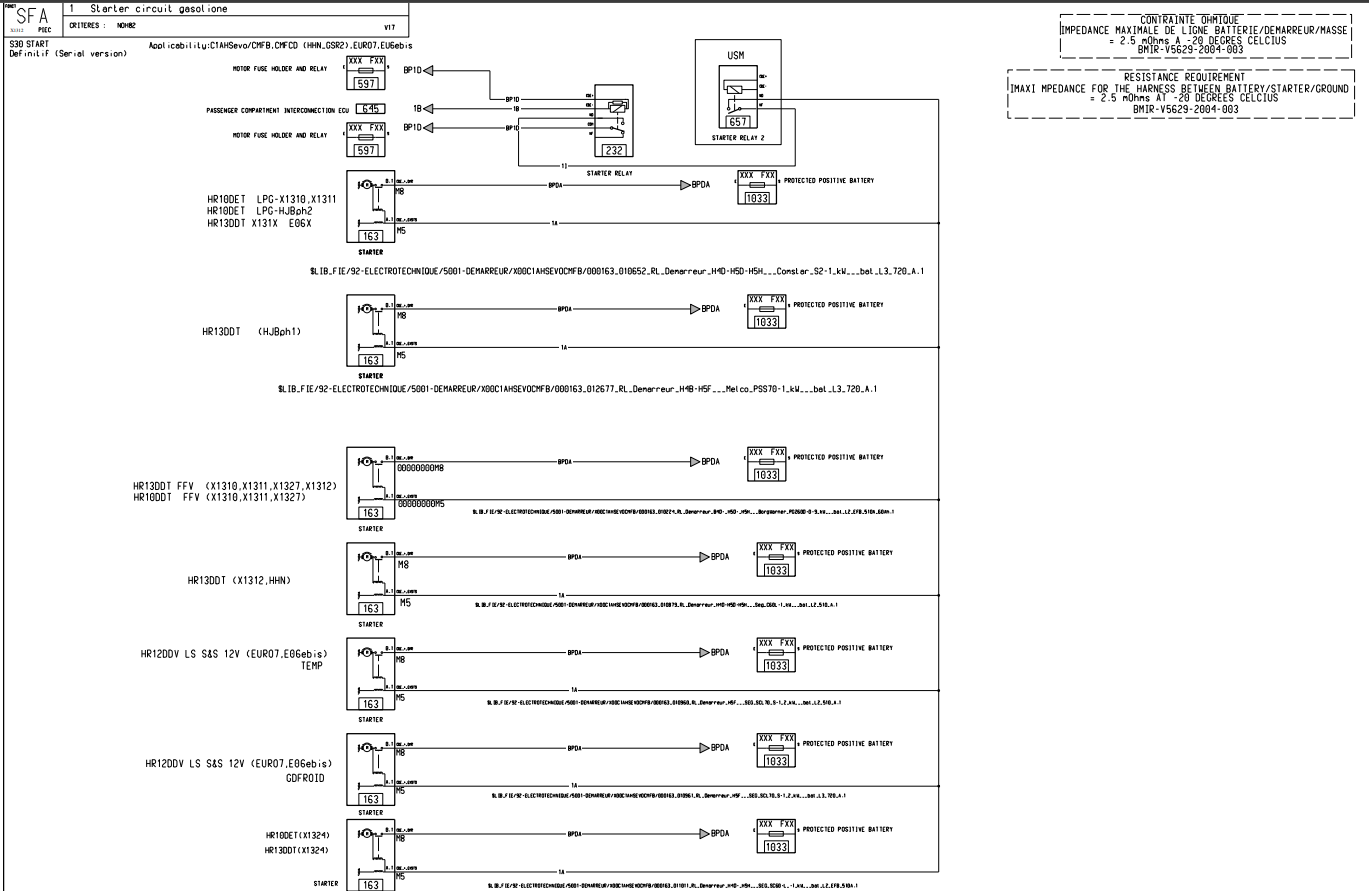 SFA
X1312 PIEC
1 Starter circuit gasolione
CRITERES : NOH82
V17
S30 START
Definitif (Serial version)
Applicability:C1AHSevo/CMFB,CMFCD (HHN_GSR2),EURO7,EU6ebis
CONTRAINTE OHMIQUE
IMPEDANCE MAXIMALE DE LIGNE BATTERIE/DEMARREUR/MASSE
= 2.5 mOhms A -20 DEGRES CELCIUS
BMIR-V5629-2004-003
RESISTANCE REQUIREMENT
IMAXI MPEDANCE FOR THE HARNESS BETWEEN BATTERY/STARTER/GROUND
= 2.5 mOhms AT -20 DEGREES CELCIUS
BMIR-V5629-2004-003
MOTOR FUSE HOLDER AND RELAY
XXX FXX
597
BP1D
BP1D
PASSENGER COMPARTMENT INTERCONNECTION ECU
645
1B
1B
MOTOR FUSE HOLDER AND RELAY
XXX FXX
597
BP1D
BP1D
232
STARTER RELAY
USM
657
STARTER RELAY 2
HR10DET LPG-X1310,X1311
HR10DET LPG-HJBph2
HR13DDT X131X E06X
163
STARTER
M8
M5
BPDA
BPDA
1A
XXX FXX
1033
PROTECTED POSITIVE BATTERY
$LIB_FIE/92-ELECTROTECHNIQUE/5001-DEMARREUR/X00C1AHSEVOCMFB/000163_010652_RL_Demarreur_H4D-H5D-H5H___Comstar_S2-1_kW___bat_L3_720_A.1
HR13DDT (HJBph1)
163
STARTER
M8
M5
BPDA
BPDA
1A
XXX FXX
1033
PROTECTED POSITIVE BATTERY
$LIB_FIE/92-ELECTROTECHNIQUE/5001-DEMARREUR/X00C1AHSEVOCMFB/000163_012677_RL_Demarreur_H4B-H5F___Melco_PSS70-1_kW___bat_L3_720_A.1
HR13DDT FFV (X1310,X1311,X1327,X1312)
HR10DDT FFV (X1310,X1311,X1327)
163
STARTER
00000000M8
00000000M5
BPDA
BPDA
XXX FXX
1033
PROTECTED POSITIVE BATTERY
HR13DDT (X1312,HHN)
163
STARTER
M8
M5
BPDA
BPDA
1A
XXX FXX
1033
PROTECTED POSITIVE BATTERY
HR12DDV LS S&S 12V (EURO7,E06ebis)
TEMP
163
STARTER
M8
M5
BPDA
BPDA
1A
XXX FXX
1033
PROTECTED POSITIVE BATTERY
HR12DDV LS S&S 12V (EURO7,E06ebis)
GDFROID
163
STARTER
M8
M5
BPDA
BPDA
1A
XXX FXX
1033
PROTECTED POSITIVE BATTERY
HR10DET(X1324)
HR13DDT(X1324)
STARTER
163
M8
M5
BPDA
BPDA
1A
XXX FXX
1033
PROTECTED POSITIVE BATTERY